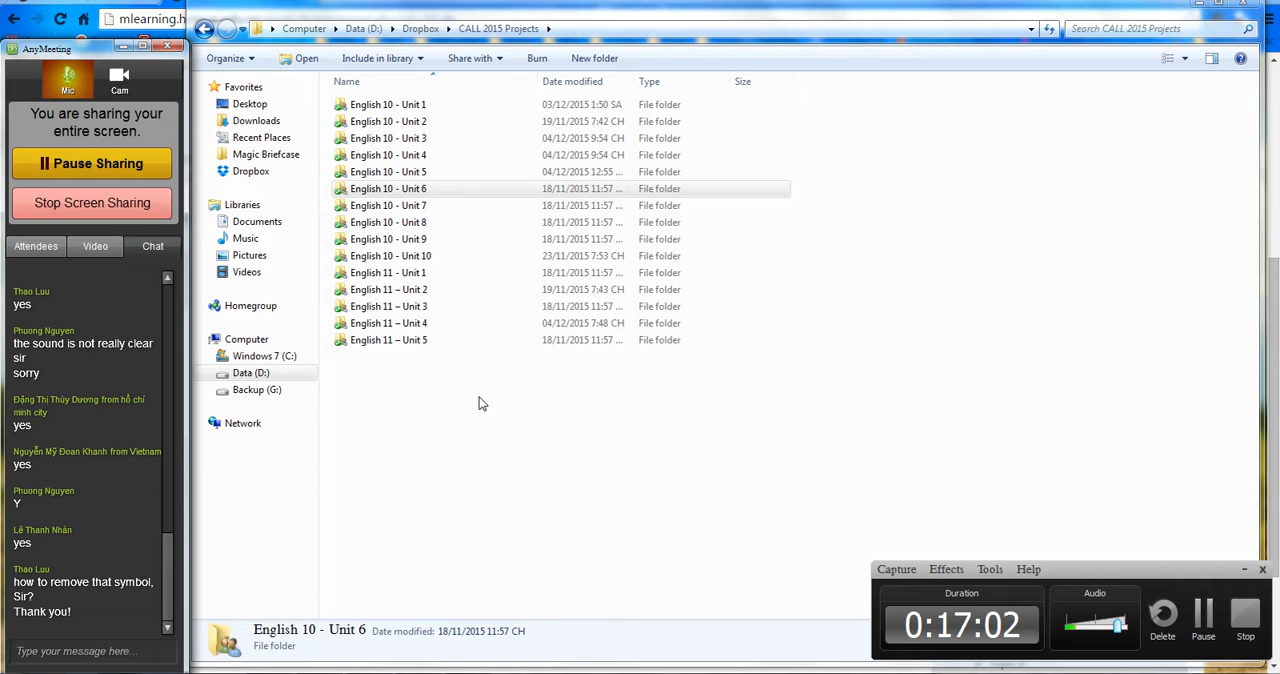 mlearning.h
AnyMeeting
Mic
Cam
You are sharing your
entire screen.
Pause Sharing
Stop Screen Sharing
Attendees
Video
Chat
Thao Luu
yes
Phuong Nguyen
the sound is not really clear
sir
sorry
Đặng Thị Thùy Dương from hồ chí
minh city
yes
Nguyễn Mỹ Đoan Khanh from Vietnam
yes
Phuong Nguyen
Y
Lê Thanh Nhàn
yes
Thao Luu
how to remove that symbol,
Sir?
Thank you!
Type your message here...
Computer Data (D:) Dropbox CALL 2015 Projects
Search CALL 2015 Projects
Organize Open Include in library Share with Burn New folder
Favorites
Desktop
Downloads
Recent Places
Magic Briefcase
Dropbox
Libraries
Documents
Music
Pictures
Videos
Homegroup
Computer
Windows 7 (C:)
Data (D:)
Backup (G:)
Network
Name Date modified Type Size
English 10 - Unit 1 03/12/2015 1:50 SA File folder
English 10 - Unit 2 19/11/2015 7:42 CH File folder
English 10 - Unit 3 04/12/2015 9:54 CH File folder
English 10 - Unit 4 04/12/2015 9:54 CH File folder
English 10 - Unit 5 04/12/2015 12:55 ... File folder
English 10 - Unit 6 18/11/2015 11:57 ... File folder
English 10 - Unit 7 18/11/2015 11:57 ... File folder
English 10 - Unit 8 18/11/2015 11:57 ... File folder
English 10 - Unit 9 18/11/2015 11:57 ... File folder
English 10 - Unit 10 23/11/2015 7:53 CH File folder
English 11 - Unit 1 18/11/2015 11:57 ... File folder
English 11 – Unit 2 19/11/2015 7:43 CH File folder
English 11 – Unit 3 18/11/2015 11:57 ... File folder
English 11 – Unit 4 04/12/2015 7:48 CH File folder
English 11 – Unit 5 18/11/2015 11:57 ... File folder
English 10 - Unit 6 Date modified: 18/11/2015 11:57 CH
File folder
Capture Effects Tools Help
Duration
0:17:02
Audio
Delete
Pause
Stop